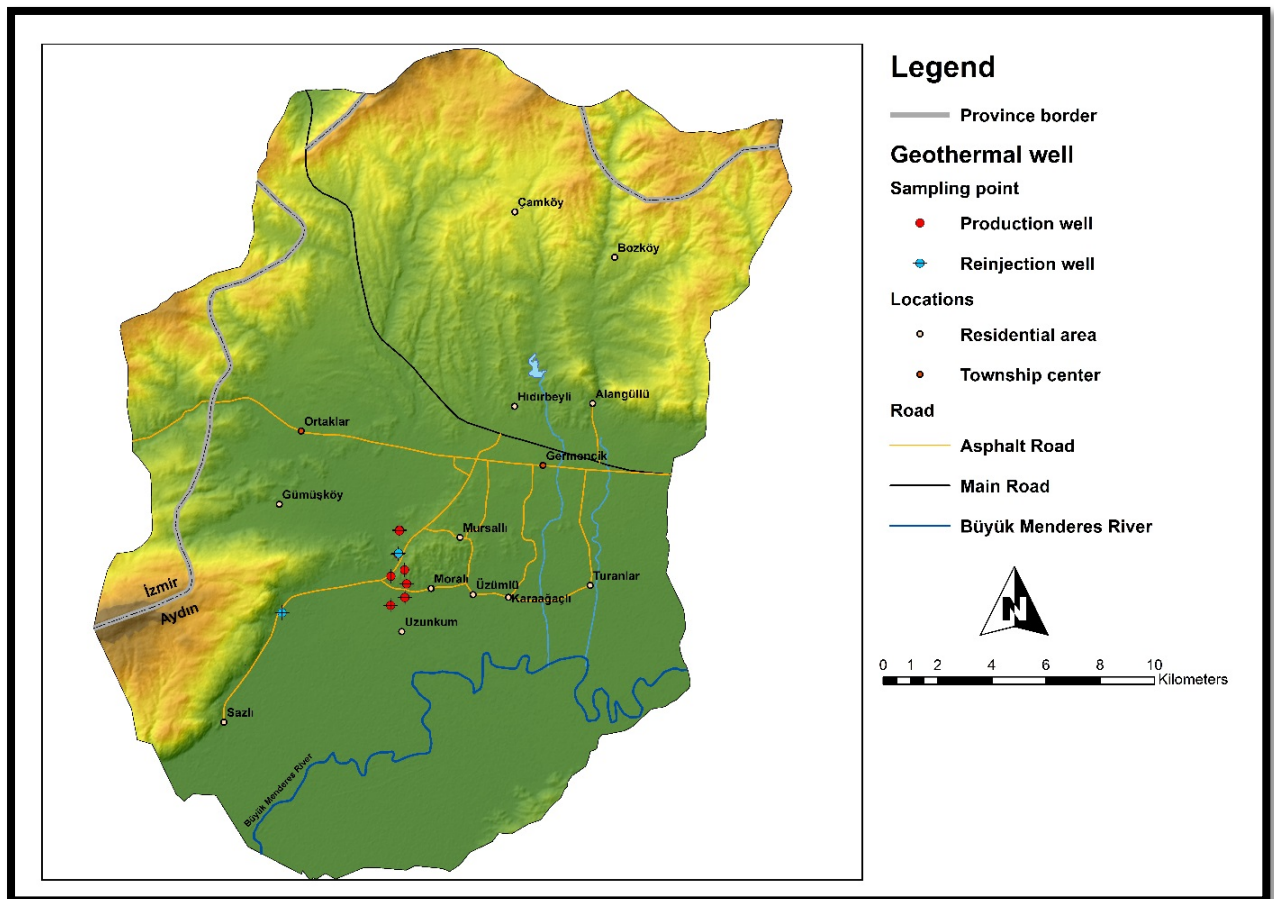 Legend
Province border
Geothermal well
Sampling point
Production well
Reinjection well
Locations
Residential area
Township center
Road
Asphalt Road
Main Road
Büyük Menderes River
N
0 1 2 4 6 8 10
Kilometers
Çamköy
Bozköy
Hıdırbeyli
Alangüllü
Ortaklar
Germencik
Gümüşköy
Mursallı
Moralı
Üzümlü
Karaağaçlı
Turanlar
İzmir
Aydın
Uzunkum
Sazlı
Büyük Menderes River